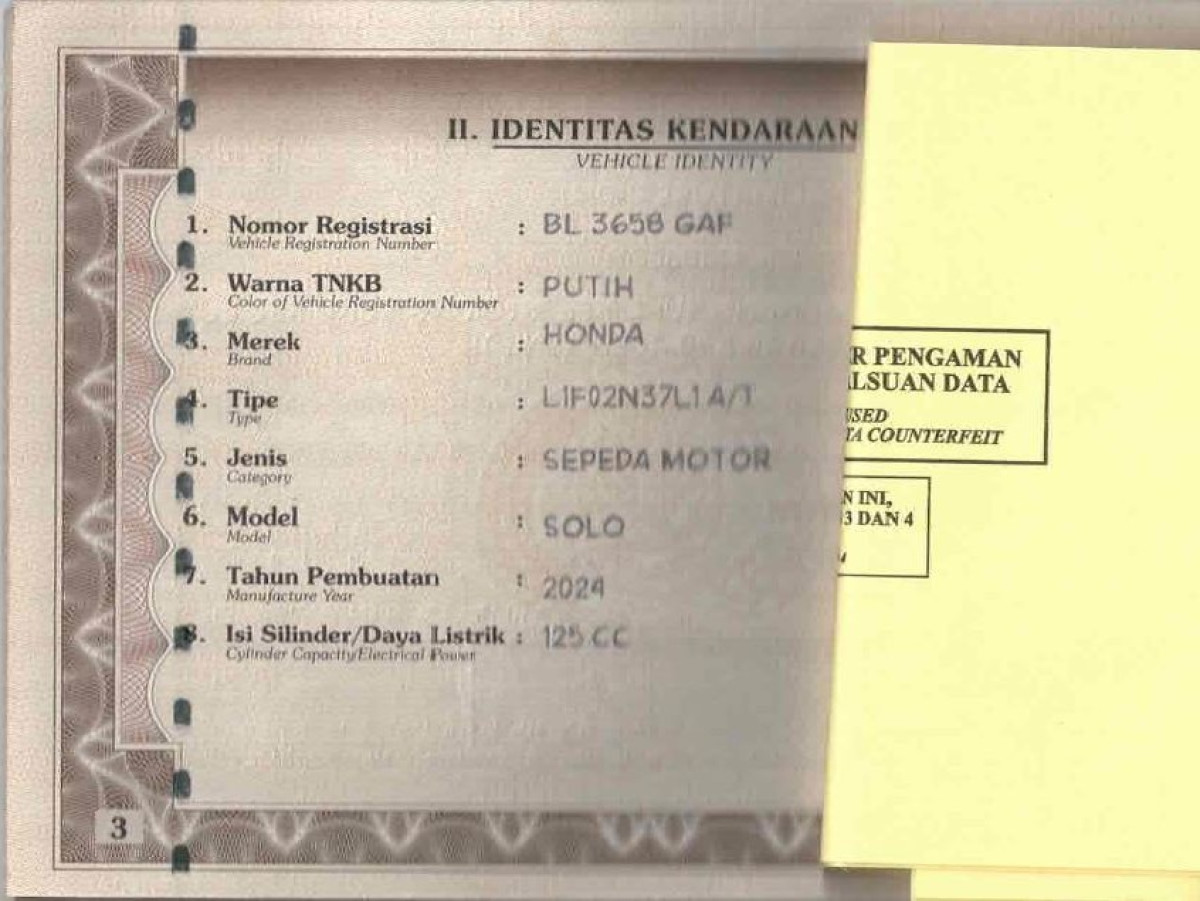 II. IDENTITAS KENDARAAN
VEHICLE IDENTITY
1. Nomor Registrasi : BL 3658 GAF
Vehicle Registration Number
2. Warna TNKB : PUTIH
Color of Vehicle Registration Number
3. Merek : HONDA
Brand
4. Tipe : L1F02N37L1 A/T
Type
5. Jenis : SEPEDA MOTOR
Category
6. Model : SOLO
Model
7. Tahun Pembuatan : 2024
Manufacture Year
8. Isi Silinder/Daya Listrik : 125 CC
Cylinder Capacity/Electrical Power
3
R PENGAMAN
LSUAN DATA
USED
TA COUNTERFEIT
N INI,
3 DAN 4
4